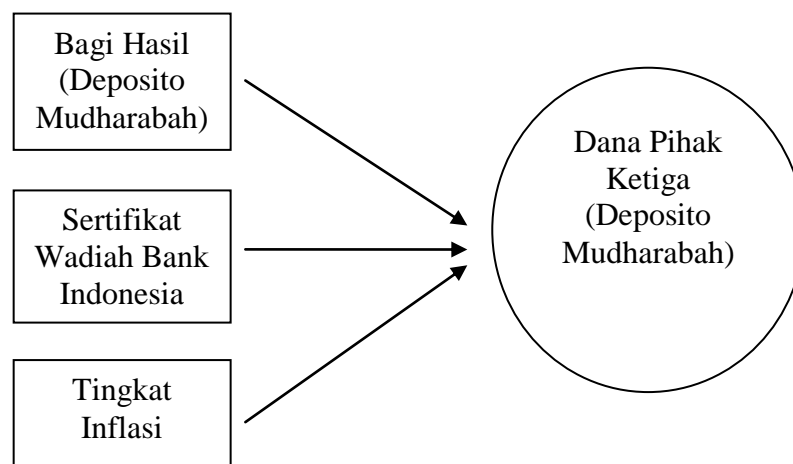 Bagi Hasil
(Deposito
Mudharabah)
Sertifikat
Wadiah Bank
Indonesia
Tingkat
Inflasi
Dana Pihak
Ketiga
(Deposito
Mudharabah)